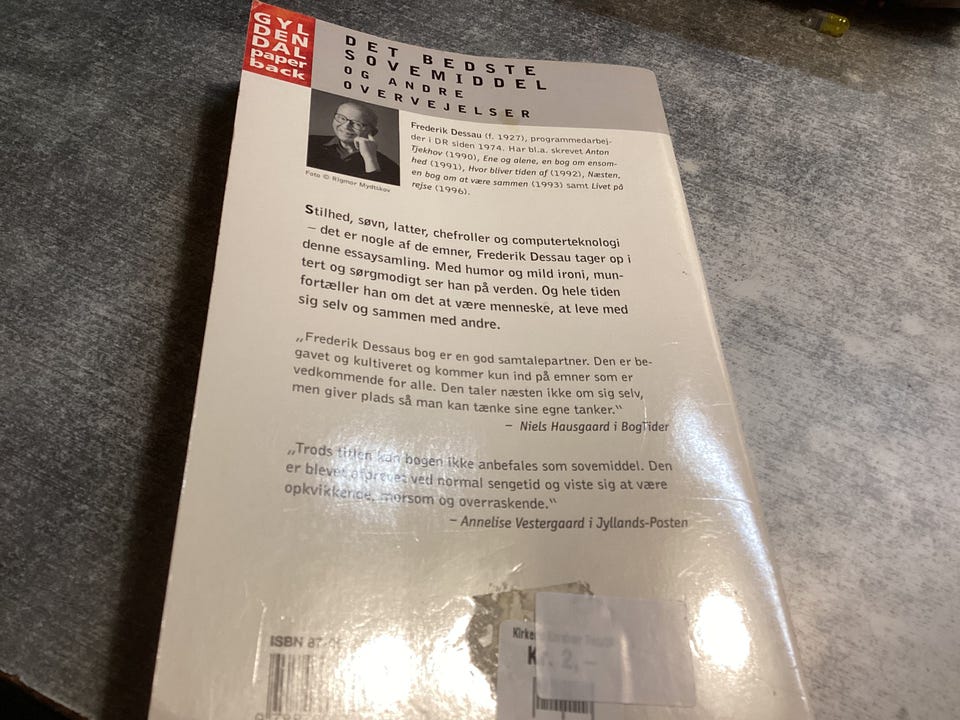 GYL
DEN
DAL
paper
back
DET BEDSTE
SOVEMIDDEL
OG ANDRE
OVERVEJELSER
Foto © Rigmor Mydtskov
Frederik Dessau (f. 1927), programmedarbej-
der i DR siden 1974. Har bl.a. skrevet Anton
Tjekhov (1990), Ene og alene, en bog om ensom-
hed (1991), Hvor bliver tiden af (1992), Næsten,
en bog om at være sammen (1993) samt Livet på
rejse (1996).
Stilhed, søvn, latter, chefroller og computerteknologi
– det er nogle af de emner, Frederik Dessau tager op i
denne essaysamling. Med humor og mild ironi, mun-
tert og sørgmodigt ser han på verden. Og hele tiden
fortæller han om det at være menneske, at leve med
sig selv og sammen med andre.
„Frederik Dessaus bog er en god samtalepartner. Den er be-
gavet og kultiveret og kommer kun ind på emner som er
vedkommende for alle. Den taler næsten ikke om sig selv,
men giver plads så man kan tænke sine egne tanker.“
– Niels Hausgaard i BogTider
„Trods titlen kan bogen ikke anbefales som sovemiddel. Den
er blevet afprøvet ved normal sengetid og viste sig at være
opkvikkende, morsom og overraskende.“
– Annelise Vestergaard i Jyllands-Posten
ISBN 87-
Kr. 2,–